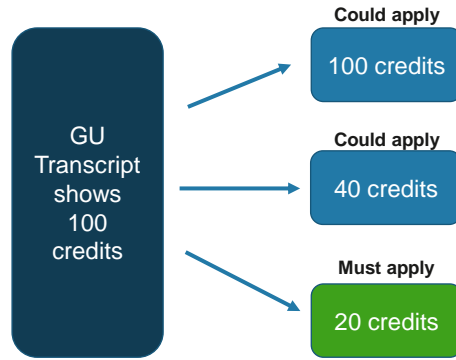 GU
Transcript
shows
100
credits
Could apply
100 credits
Could apply
40 credits
Must apply
20 credits